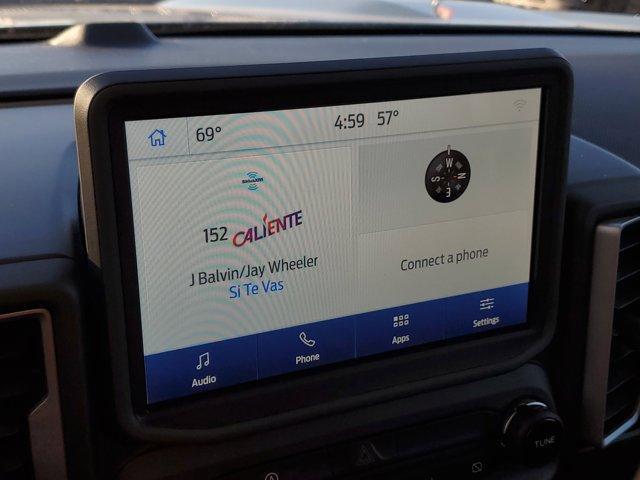 69° 4:59 57°
SiriusXM
152 CALIENTE
J Balvin/Jay Wheeler
Si Te Vas
W
S N
E
Connect a phone
Audio Phone Apps Settings
TUNE